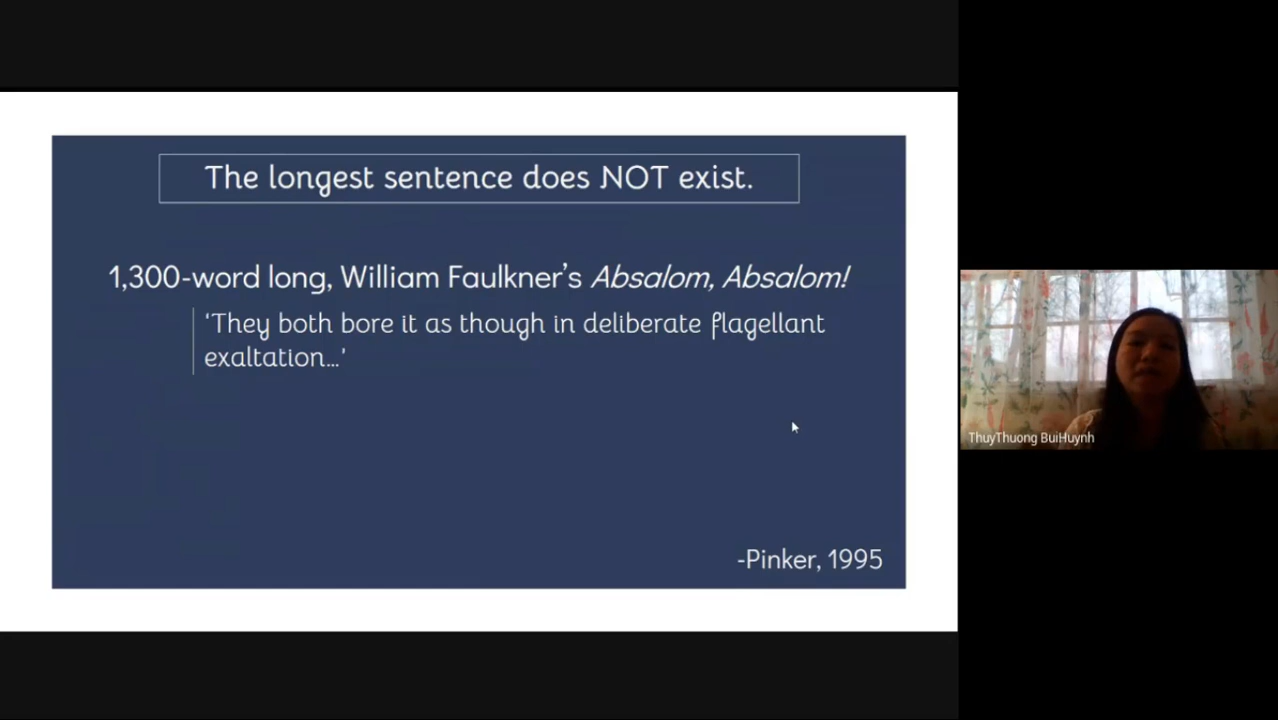 The longest sentence does NOT exist.
1,300-word long, William Faulkner's Absalom, Absalom!
'They both bore it as though in deliberate flagellant
exaltation...'
-Pinker, 1995
ThuyThuong BuiHuynh